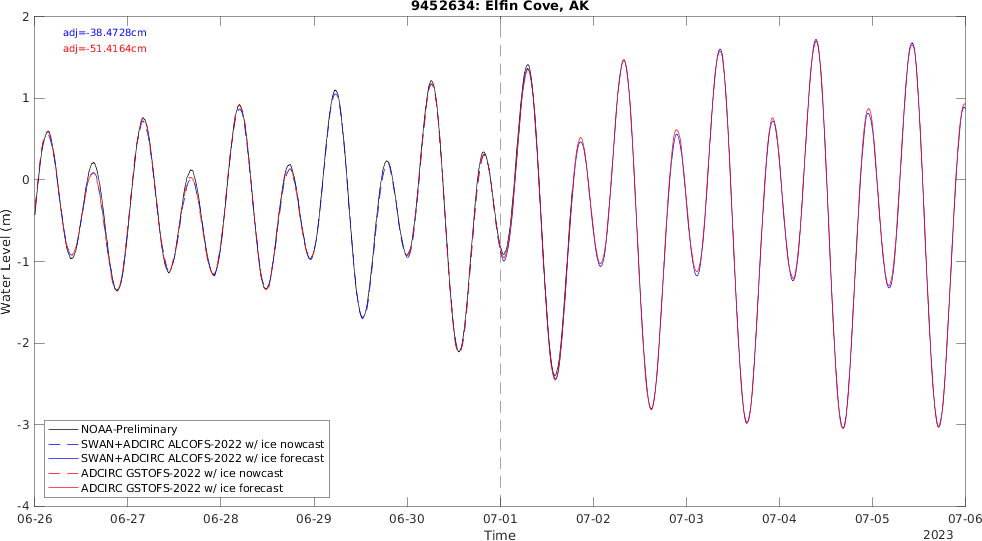 9452634: Elfin Cove, AK
adj=-38.4728cm
adj=-51.4164cm
2
1
0
-1
-2
-3
-4
Water Level (m)
NOAA-Preliminary
SWAN+ADCIRC ALCOFS-2022 w/ ice nowcast
SWAN+ADCIRC ALCOFS-2022 w/ ice forecast
ADCIRC GSTOFS-2022 w/ ice nowcast
ADCIRC GSTOFS-2022 w/ ice forecast
06-26 06-27 06-28 06-29 06-30 07-01 07-02 07-03 07-04 07-05 07-06
Time
2023